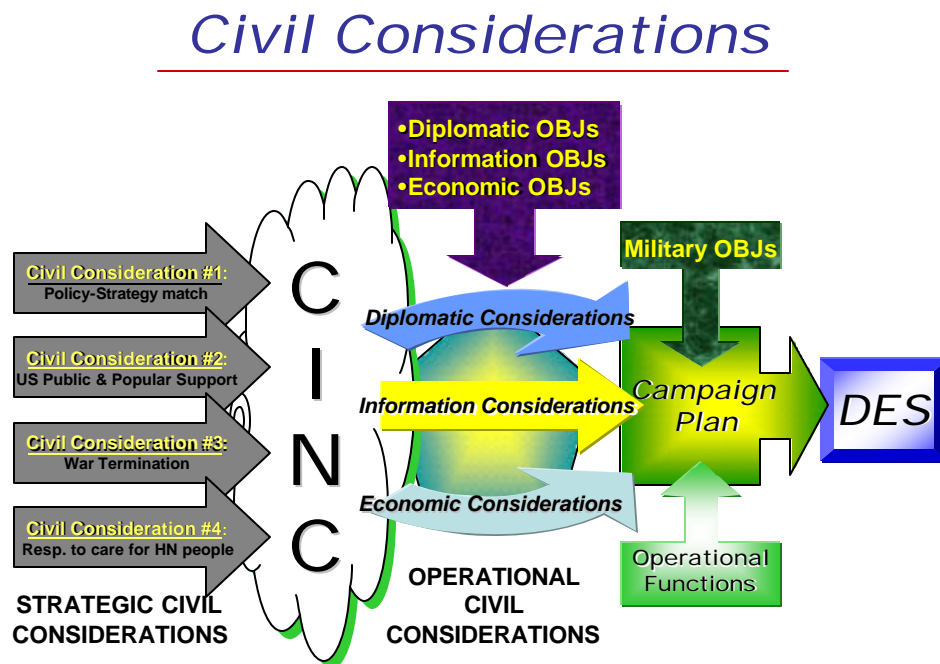 Civil Considerations
•Diplomatic OBJs
•Information OBJs
•Economic OBJs
Military OBJs
Civil Consideration #1:
Policy-Strategy match
Civil Consideration #2:
US Public & Popular Support
Civil Consideration #3:
War Termination
Civil Consideration #4:
Resp. to care for HN people
STRATEGIC CIVIL
CONSIDERATIONS
C
I
N
C
Diplomatic Considerations
Information Considerations
Economic Considerations
OPERATIONAL
CIVIL
CONSIDERATIONS
Campaign
Plan
Operational
Functions
DES